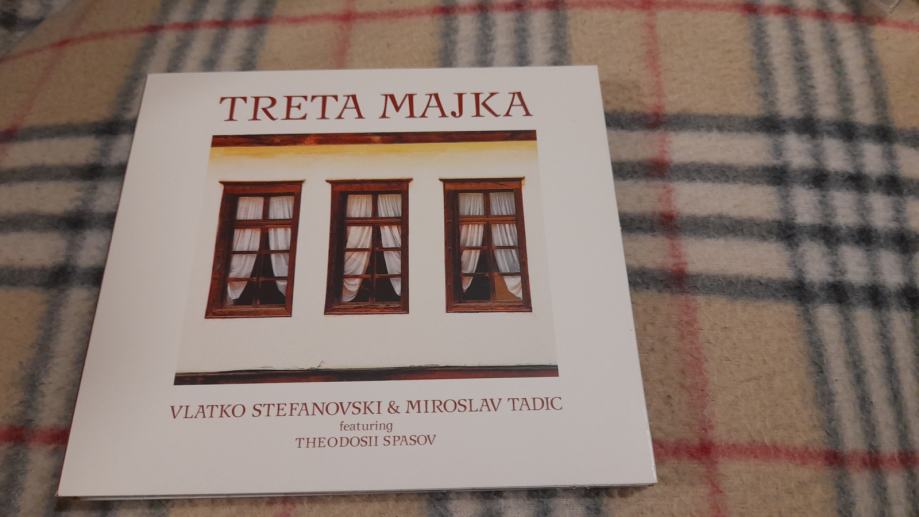 TRETA MAJKA
VLATKO STEFANOVSKI & MIROSLAV TADIC
featuring
THEODOSII SPASOV